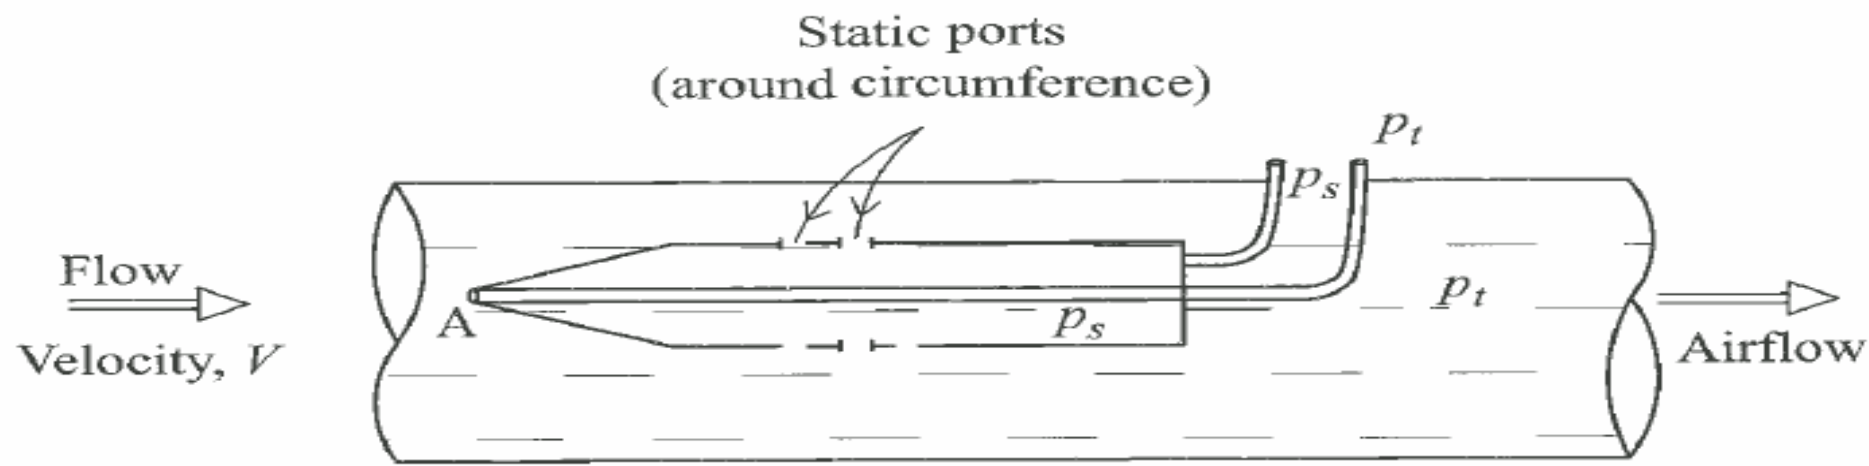 Static ports
(around circumference)
p_t
p_s
Flow
A
p_s
p_t
Velocity, V
Airflow